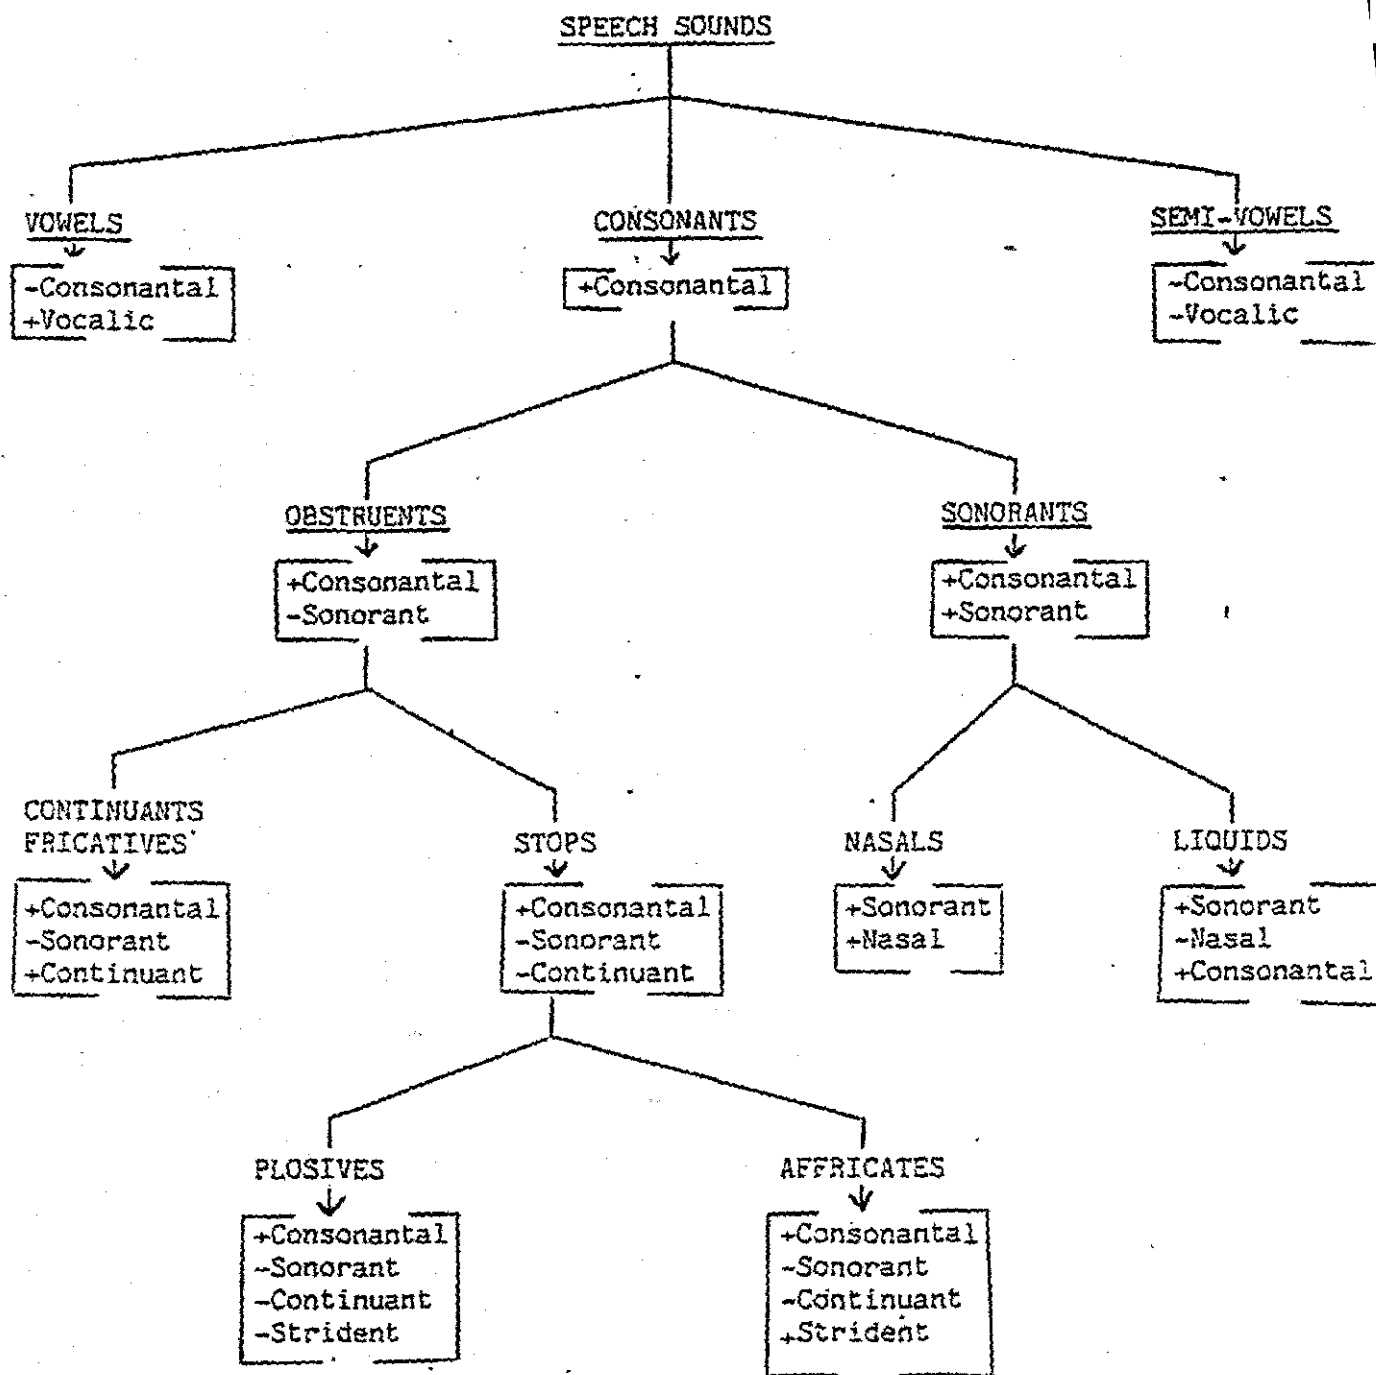 SPEECH SOUNDS
VOWELS
-Consonantal
+Vocalic
CONSONANTS
+Consonantal
SEMI-VOWELS
-Consonantal
-Vocalic
OBSTRUENTS
+Consonantal
-Sonorant
SONORANTS
+Consonantal
+Sonorant
CONTINUANTS
FRICATIVES
+Consonantal
-Sonorant
+Continuant
STOPS
+Consonantal
-Sonorant
-Continuant
NASALS
+Sonorant
+Nasal
LIQUIDS
+Sonorant
-Nasal
+Consonantal
PLOSIVES
+Consonantal
-Sonorant
-Continuant
-Strident
AFFRICATES
+Consonantal
-Sonorant
-Continuant
+Strident